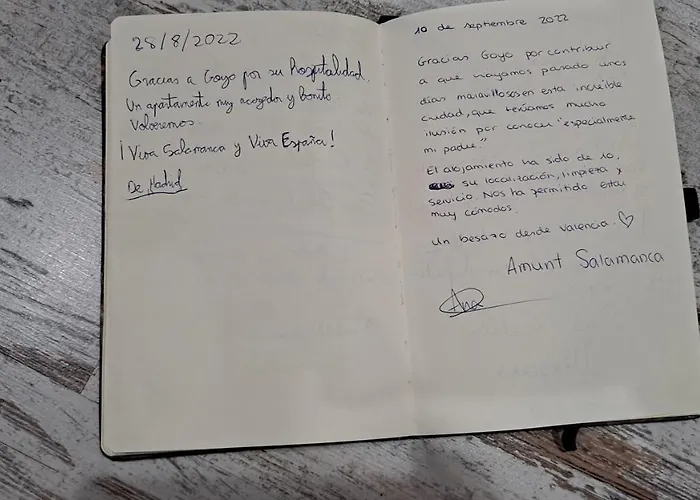 28/8/2022
Gracias a Goyo por su hospitalidad.
Un apartamento muy acogedor y bonito
Volveremos.
¡Viva Salamanca y Viva España!
De Madrid
10 de septiembre 2022
Gracias Goyo por contribuir
a que hayamos pasado unos
días maravillosos en esta increíble
ciudad, que teníamos mucha
ilusión por conocer "especialmente
mi padre."
El alojamiento ha sido de 10,
su localización, limpieza y
servicio. Nos ha permitido estar
muy cómodos.
Un besazo desde Valencia. ♡
Amunt Salamanca
Ana